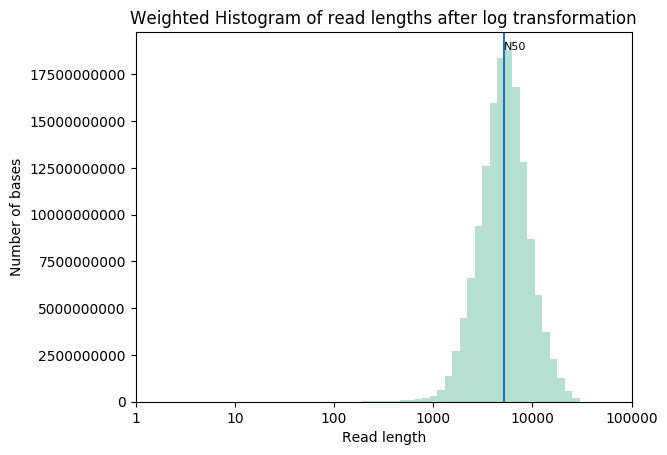 Weighted Histogram of read lengths after log transformation
N50
17500000000
15000000000
12500000000
10000000000
7500000000
5000000000
2500000000
0
Number of bases
1 10 100 1000 10000 100000
Read length